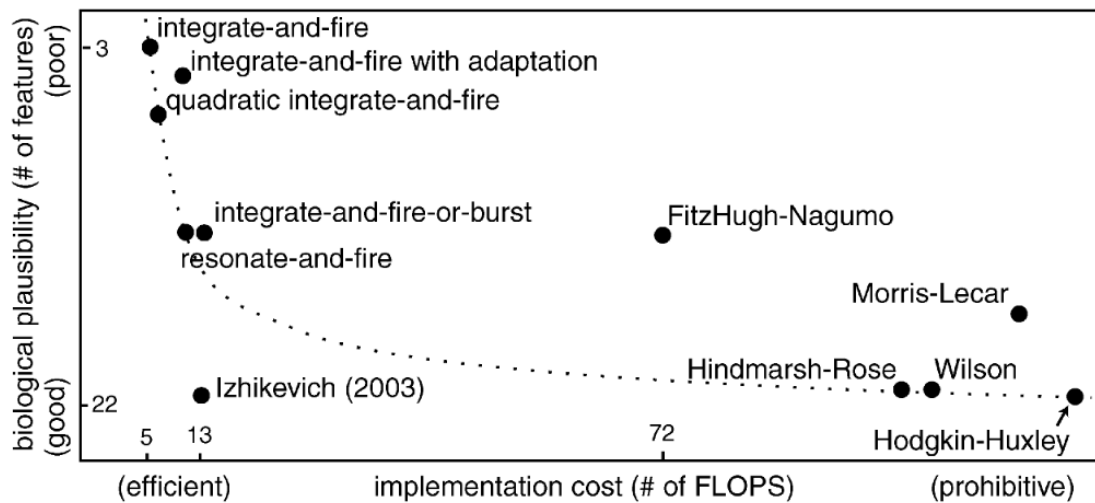 integrate-and-fire
3
integrate-and-fire with adaptation
quadratic integrate-and-fire
integrate-and-fire-or-burst
FitzHugh-Nagumo
resonate-and-fire
Morris-Lecar
Hindmarsh-Rose
Wilson
Izhikevich (2003)
22
Hodgkin-Huxley
5
13
72
biological plausibility (# of features)
(good)
(poor)
(efficient)
implementation cost (# of FLOPS)
(prohibitive)